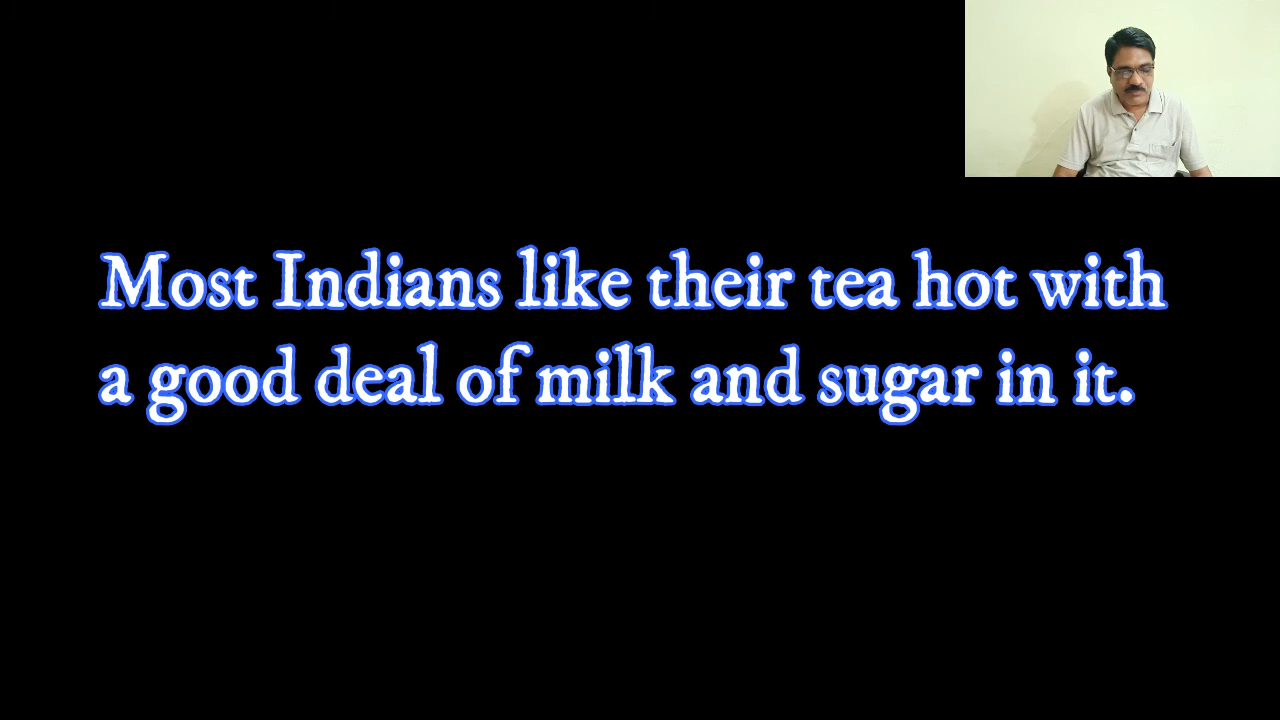 Most Indians like their tea hot with
a good deal of milk and sugar in it.